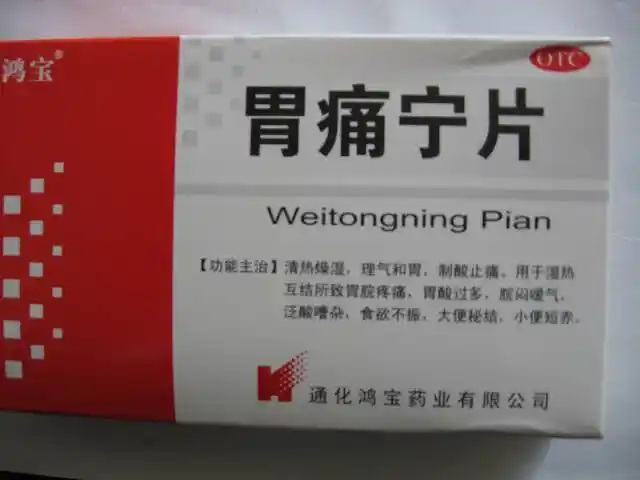 鸿宝®
OTC
胃痛宁片
Weitongning Pian
【功能主治】清热燥湿，理气和胃，制酸止痛。用于湿热
互结所致胃脘疼痛，胃酸过多，脘闷嗳气，
泛酸嘈杂，食欲不振，大便秘结，小便短赤。
通化鸿宝药业有限公司